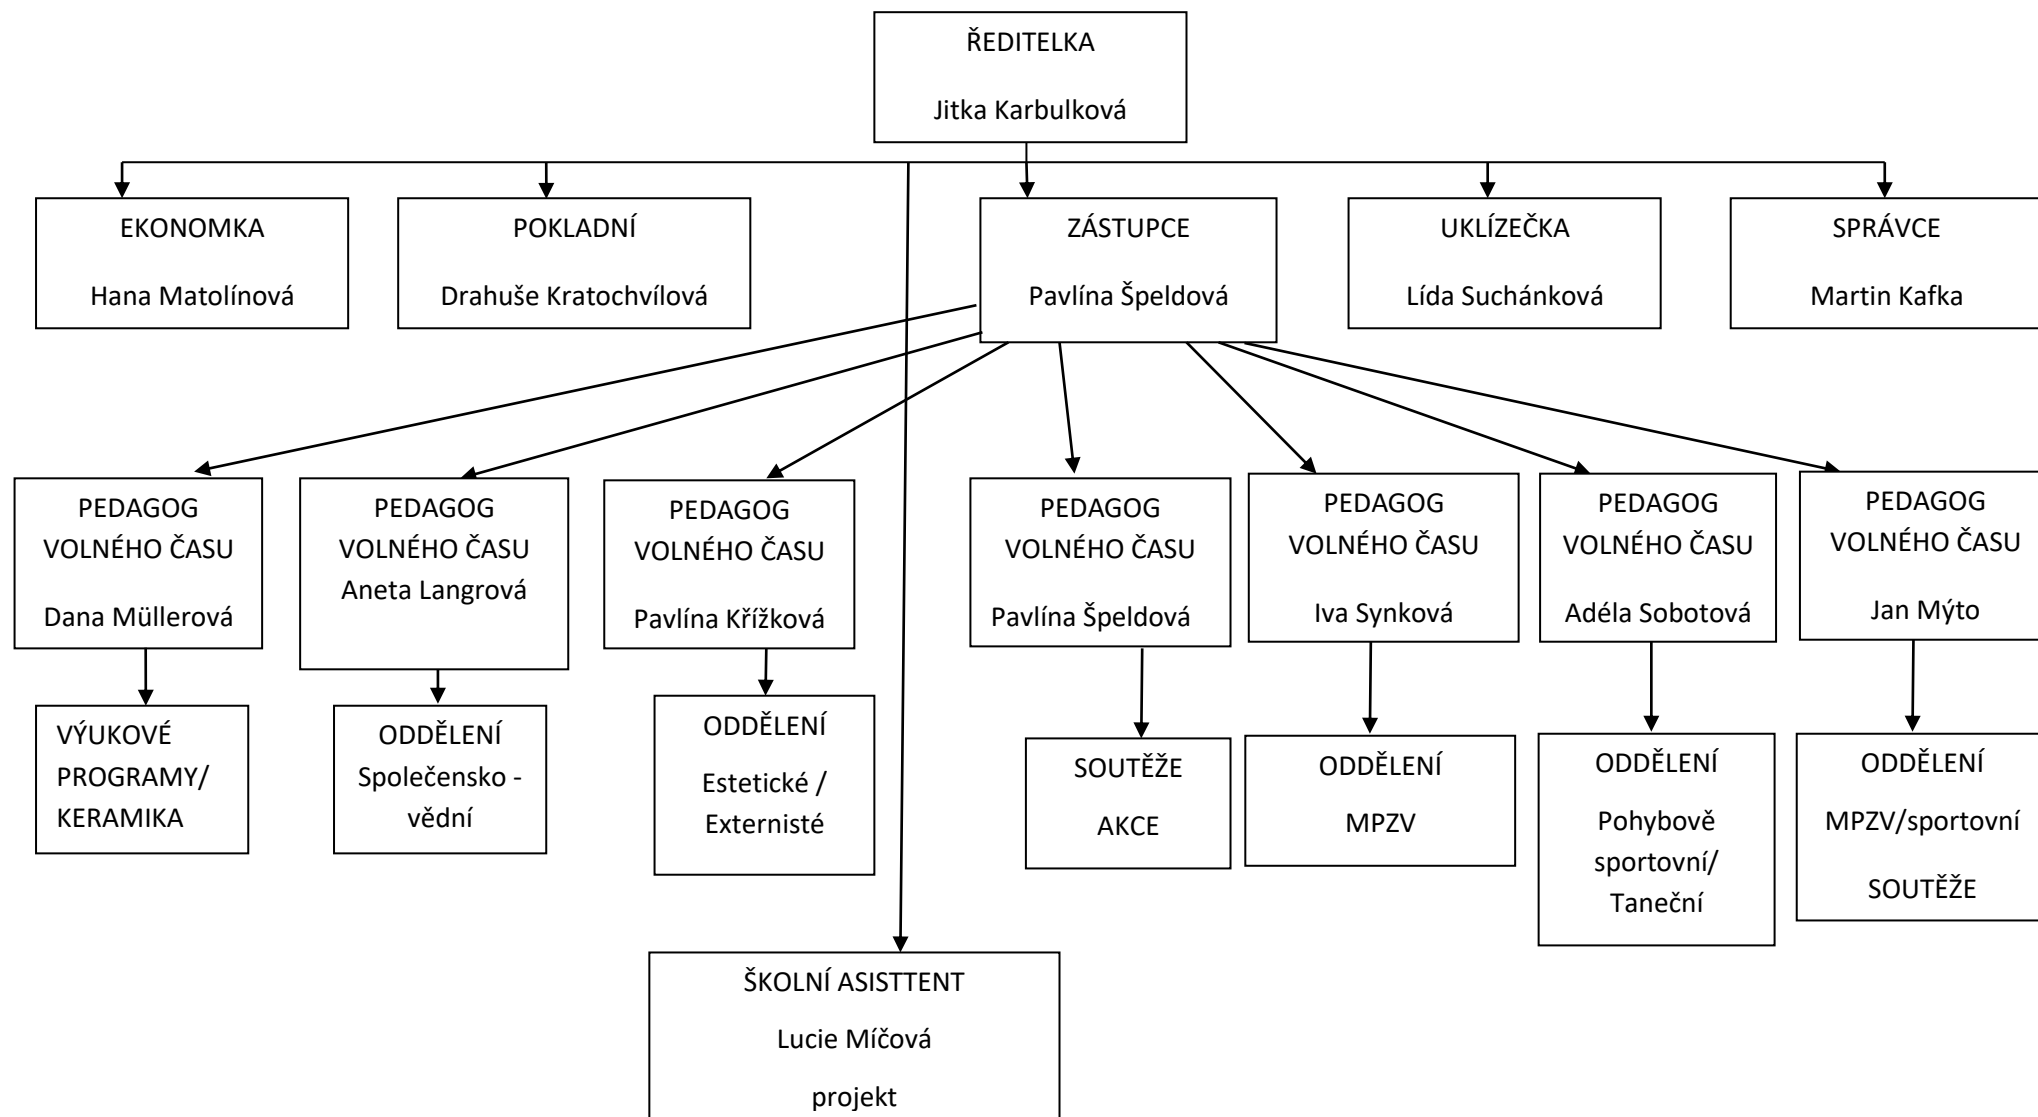 ŘEDITELKA
Jitka Karbulková
EKONOMKA
Hana Matolínová
POKLADNÍ
Drahuše Kratochvílová
ZÁSTUPCE
Pavlína Špeldová
UKLÍZEČKA
Lída Suchánková
SPRÁVCE
Martin Kafka
PEDAGOG
VOLNÉHO ČASU
Dana Müllerová
PEDAGOG
VOLNÉHO ČASU
Aneta Langrová
PEDAGOG
VOLNÉHO ČASU
Pavlína Křížková
PEDAGOG
VOLNÉHO ČASU
Pavlína Špeldová
PEDAGOG
VOLNÉHO ČASU
Iva Synková
PEDAGOG
VOLNÉHO ČASU
Adéla Sobotová
PEDAGOG
VOLNÉHO ČASU
Jan Mýto
VÝUKOVÉ
PROGRAMY/
KERAMIKA
ODDĚLENÍ
Společensko -
vědní
ODDĚLENÍ
Estetické /
Externisté
SOUTĚŽE
AKCE
ODDĚLENÍ
MPZV
ODDĚLENÍ
Pohybově
sportovní/
Taneční
ODDĚLENÍ
MPZV/sportovní
SOUTĚŽE
ŠKOLNÍ ASISTTENT
Lucie Míčová
projekt